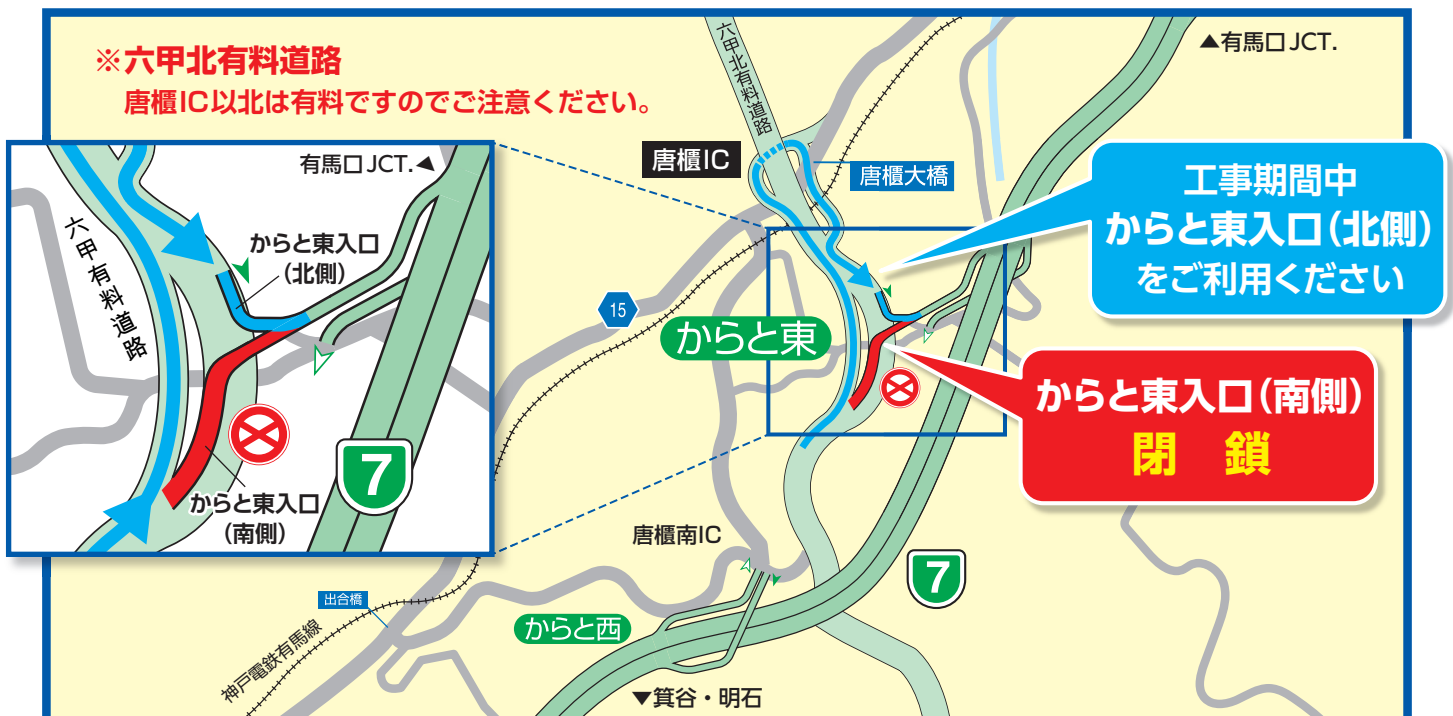 ※六甲北有料道路
唐櫃IC以北は有料ですのでご注意ください。
六甲北有料道路
▲有馬口JCT.
唐櫃IC
唐櫃大橋
工事期間中
からと東入口(北側)
をご利用ください
有馬口JCT.◀
六甲有料道路
からと東入口
(北側)
からと東入口
(南側)
7
15
からと東
からと東入口(南側)
閉 鎖
唐櫃南IC
7
出合橋
からと西
神戸電鉄有馬線
▼箕谷・明石